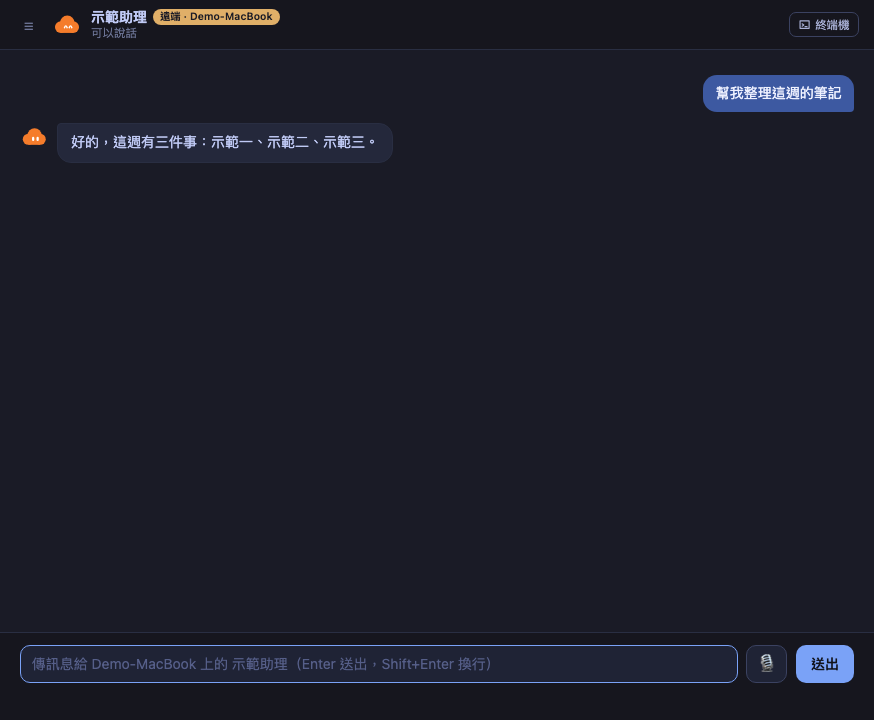 示範助理 遠端 · Demo-MacBook
可以說話
終端機
幫我整理這週的筆記
好的，這週有三件事：示範一、示範二、示範三。
傳訊息給 Demo-MacBook 上的 示範助理（Enter 送出，Shift+Enter 換行）
送出